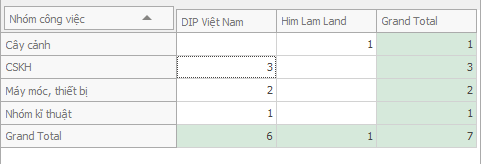 Nhóm công việc DIP Việt Nam Him Lam Land Grand Total
Cây cảnh 1 1
CSKH 3 3
Máy móc, thiết bị 2 2
Nhóm kĩ thuật 1 1
Grand Total 6 1 7